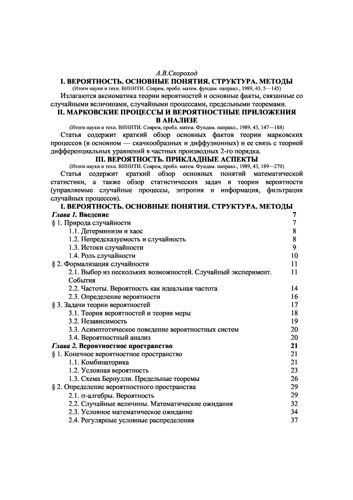 А.В.Скороход
I. ВЕРОЯТНОСТЬ. ОСНОВНЫЕ ПОНЯТИЯ. СТРУКТУРА. МЕТОДЫ
(Итоги науки и техн. ВИНИТИ. Соврем, пробл. матем. фундам. направл., 1989, 43, 5—145)
Излагаются аксиоматика теории вероятностей и основные факты, связанные со
случайными величинами, случайными процессами, предельными теоремами.
II. МАРКОВСКИЕ ПРОЦЕССЫ И ВЕРОЯТНОСТНЫЕ ПРИЛОЖЕНИЯ
В АНАЛИЗЕ
(Итоги науки и техн. ВИНИТИ. Соврем, пробл. матем. Фундам. направл., 1989, 43, 147—188)
Статья содержит краткий обзор основных фактов теории марковских
процессов (в основном — скачкообразных и диффузионных) и ее связь с теорией
дифференциальных уравнений в частных производных 2-го порядка.
III. ВЕРОЯТНОСТЬ. ПРИКЛАДНЫЕ АСПЕКТЫ
(Итоги науки и техн. ВИНИТИ. Соврем, пробл. матем. Фундам. направл., 1989, 43, 189—270)
Статья содержит краткий обзор основных понятий математической
статистики, а также обзор статистических задач в теории вероятности
(управляемые случайные процессы, энтропия и информация, фильтрация
случайных процессов).
I. ВЕРОЯТНОСТЬ. ОСНОВНЫЕ ПОНЯТИЯ. СТРУКТУРА. МЕТОДЫ
Глава 1. Введение 7
§ 1. Природа случайности 7
1.1. Детерминизм и хаос 8
1.2. Непредсказуемость и случайность 8
1.3. Истоки случайности 9
1.4. Роль случайности 10
§ 2. Формализация случайности 11
2.1. Выбор из нескольких возможностей. Случайный эксперимент. 11
События
2.2. Частоты. Вероятность как идеальная частота 14
2.3. Определение вероятности 16
§ 3. Задачи теории вероятностей 17
3.1. Теория вероятностей и теория меры 18
3.2. Независимость 19
3.3. Асимптотическое поведение вероятностных систем 20
3.4. Вероятностный анализ 20
Глава 2. Вероятностное пространство 21
§ 1. Конечное вероятностное пространство 21
1.1. Комбинаторика 21
1.2. Условная вероятность 23
1.3. Схема Бернулли. Предельные теоремы 26
§ 2. Определение вероятностного пространства 29
2.1. σ-алгебры. Вероятность 29
2.2. Случайные величины. Математические ожидания 32
2.3. Условное математическое ожидание 34
2.4. Регулярные условные распределения 37